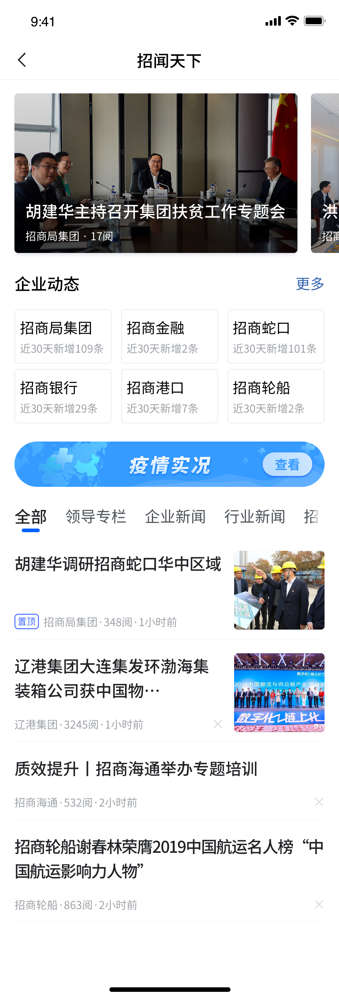 9:41
招闻天下
胡建华
胡建华主持召开集团扶贫工作专题会
招商局集团 · 17阅
洪
招商
企业动态
更多
招商局集团
近30天新增109条
招商金融
近30天新增2条
招商蛇口
近30天新增101条
招商银行
近30天新增29条
招商港口
近30天新增7条
招商轮船
近30天新增2条
疫情实况
查看
全部
领导专栏
企业新闻
行业新闻
招
胡建华调研招商蛇口华中区域
置顶 招商局集团·348阅·1小时前
辽港集团大连集发环渤海集
装箱公司获中国物…
辽港集团·3245阅·1小时前
数字化 链上化
2019中国物流与供应链产业“双链奖
数字化 链上化
质效提升丨招商海通举办专题培训
招商海通·532阅·2小时前
招商轮船谢春林荣膺2019中国航运名人榜“中
国航运影响力人物”
招商轮船·863阅·2小时前